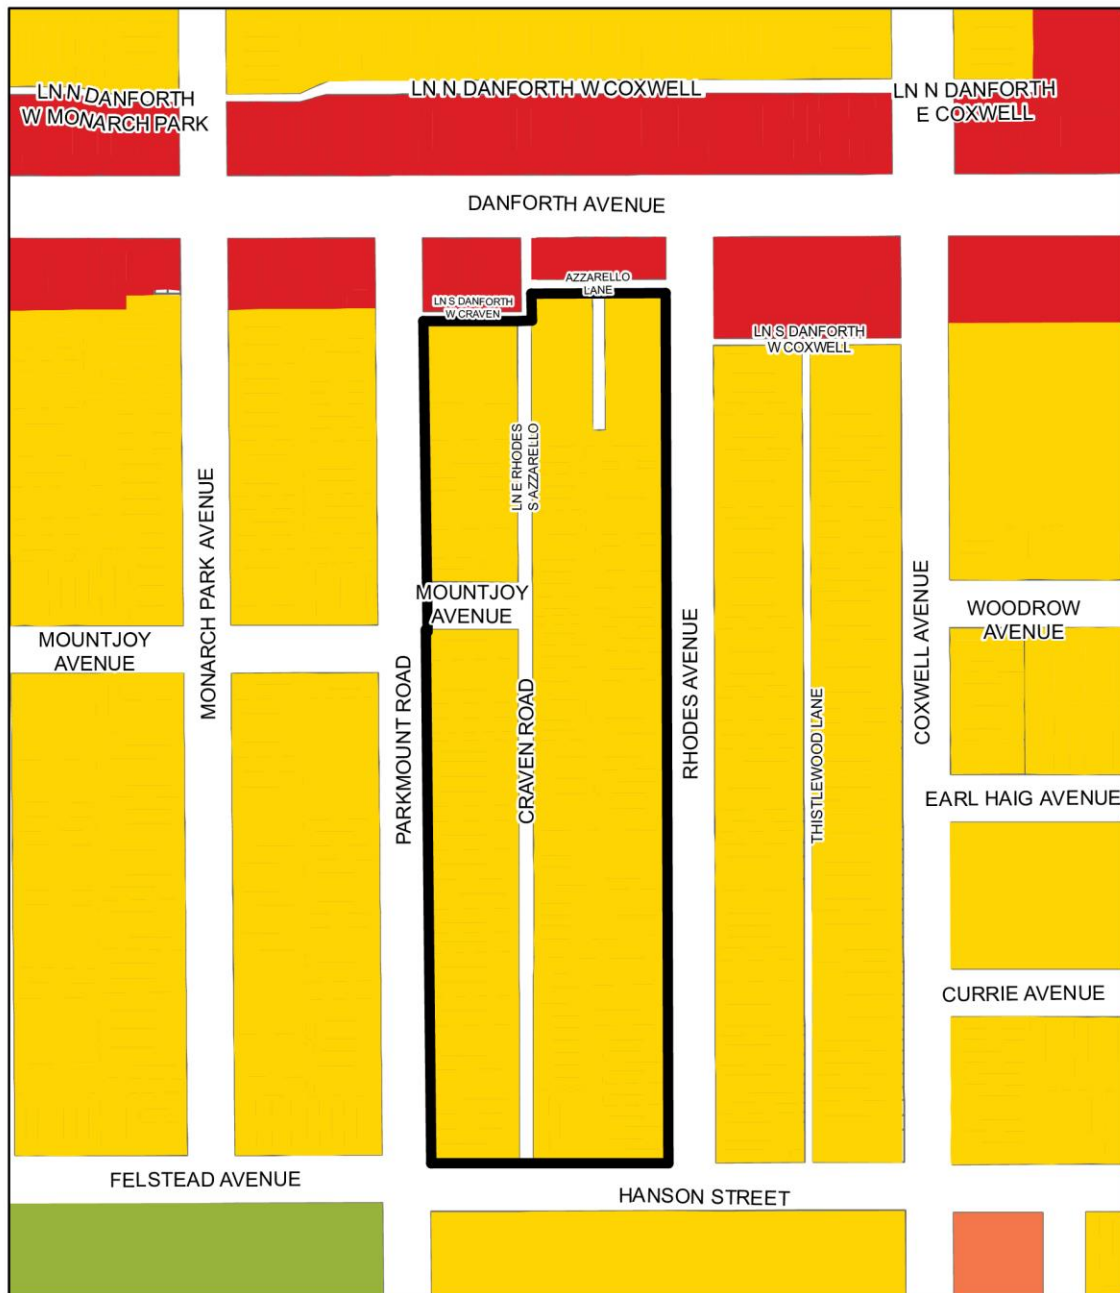 LN N DANFORTH
W MONARCH PARK
LN N DANFORTH W COXWELL
LN N DANFORTH
E COXWELL
DANFORTH AVENUE
AZZARELLO
LANE
LN S DANFORTH
W CRAVEN
LN S DANFORTH
W COXWELL
LN E RHODES
S AZZARELLO
MONARCH PARK AVENUE
MOUNTJOY
AVENUE
MOUNTJOY
AVENUE
PARKMOUNT ROAD
CRAVEN ROAD
RHODES AVENUE
THISTLEWOOD LANE
COXWELL AVENUE
WOODROW
AVENUE
EARL HAIG AVENUE
CURRIE AVENUE
FELSTEAD AVENUE
HANSON STREET